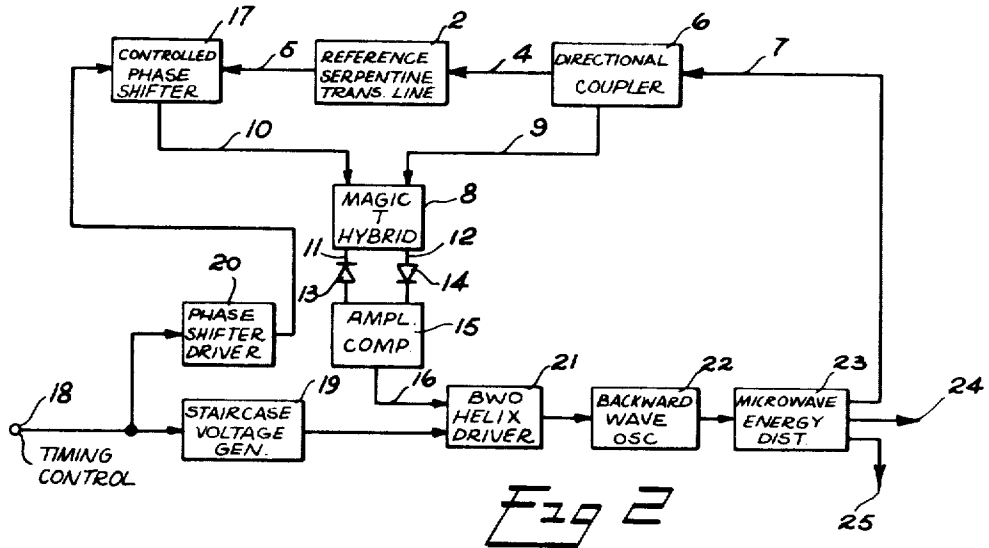 17
2
6
CONTROLLED
PHASE
SHIFTER
5
REFERENCE
SERPENTINE
TRANS. LINE
4
DIRECTIONAL
COUPLER
7
10
9
MAGIC
T
HYBRID
8
11
12
13
14
20
PHASE
SHIFTER
DRIVER
AMPL.
COMP.
15
16
18
TIMING
CONTROL
19
STAIRCASE
VOLTAGE
GEN.
21
BWO
HELIX
DRIVER
22
BACKWARD
WAVE
OSC
23
MICROWAVE
ENERGY
DIST.
24
25
Fig 2